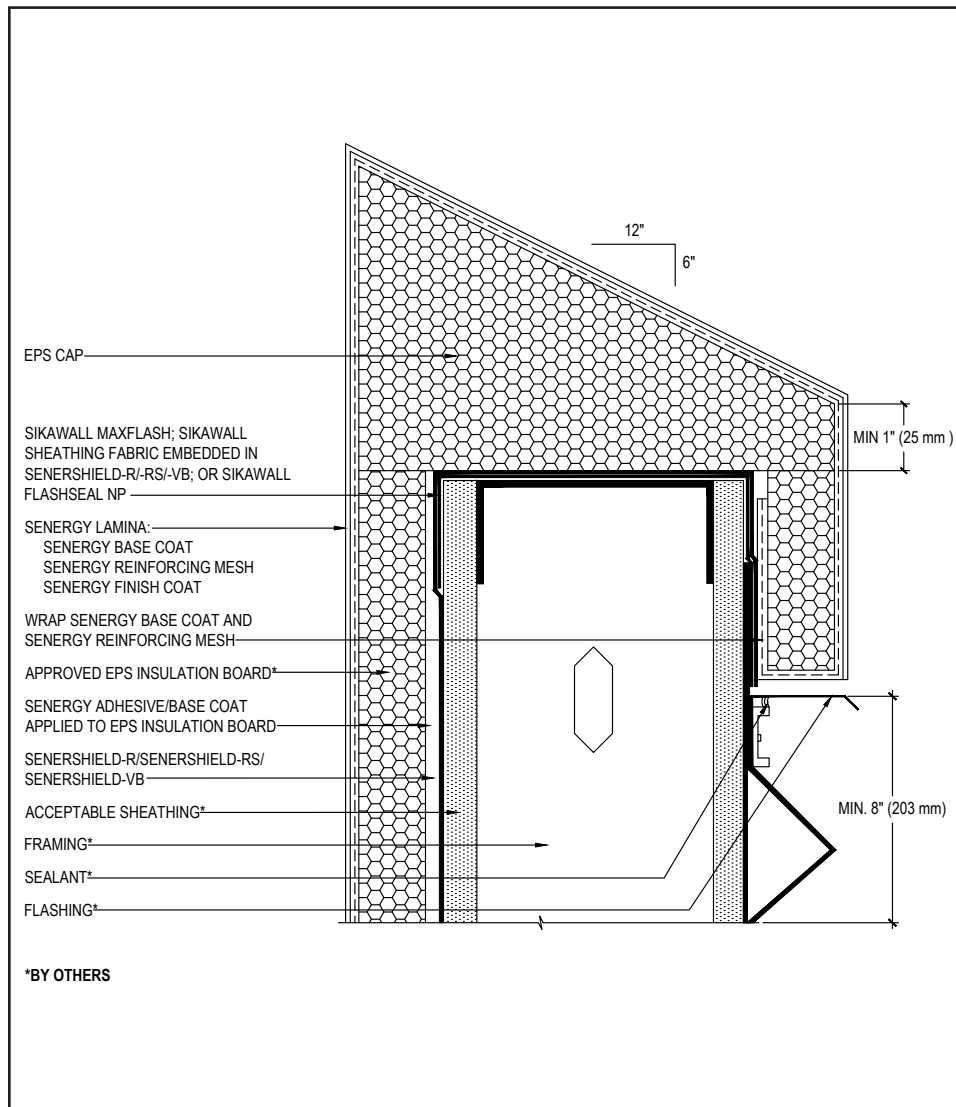 12"
6"
EPS CAP
MIN 1" (25 mm )
SIKAWALL MAXFLASH; SIKAWALL
SHEATHING FABRIC EMBEDDED IN
SENERSHIELD-R/-RS/-VB; OR SIKAWALL
FLASHSEAL NP
SENERGY LAMINA:
SENERGY BASE COAT
SENERGY REINFORCING MESH
SENERGY FINISH COAT
WRAP SENERGY BASE COAT AND
SENERGY REINFORCING MESH
APPROVED EPS INSULATION BOARD*
SENERGY ADHESIVE/BASE COAT
APPLIED TO EPS INSULATION BOARD
SENERSHIELD-R/SENERSHIELD-RS/
SENERSHIELD-VB
MIN. 8" (203 mm)
ACCEPTABLE SHEATHING*
FRAMING*
SEALANT*
FLASHING*
*BY OTHERS